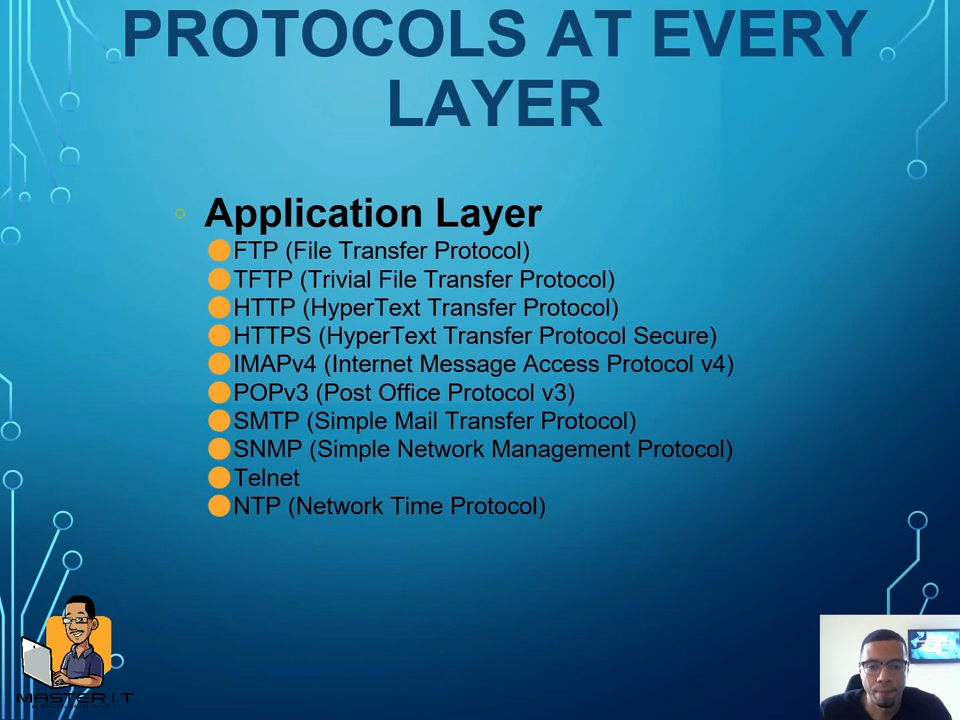 PROTOCOLS AT EVERY
LAYER
Application Layer
FTP (File Transfer Protocol)
TFTP (Trivial File Transfer Protocol)
HTTP (HyperText Transfer Protocol)
HTTPS (HyperText Transfer Protocol Secure)
IMAPv4 (Internet Message Access Protocol v4)
POPv3 (Post Office Protocol v3)
SMTP (Simple Mail Transfer Protocol)
SNMP (Simple Network Management Protocol)
Telnet
NTP (Network Time Protocol)
MASTER I.T.